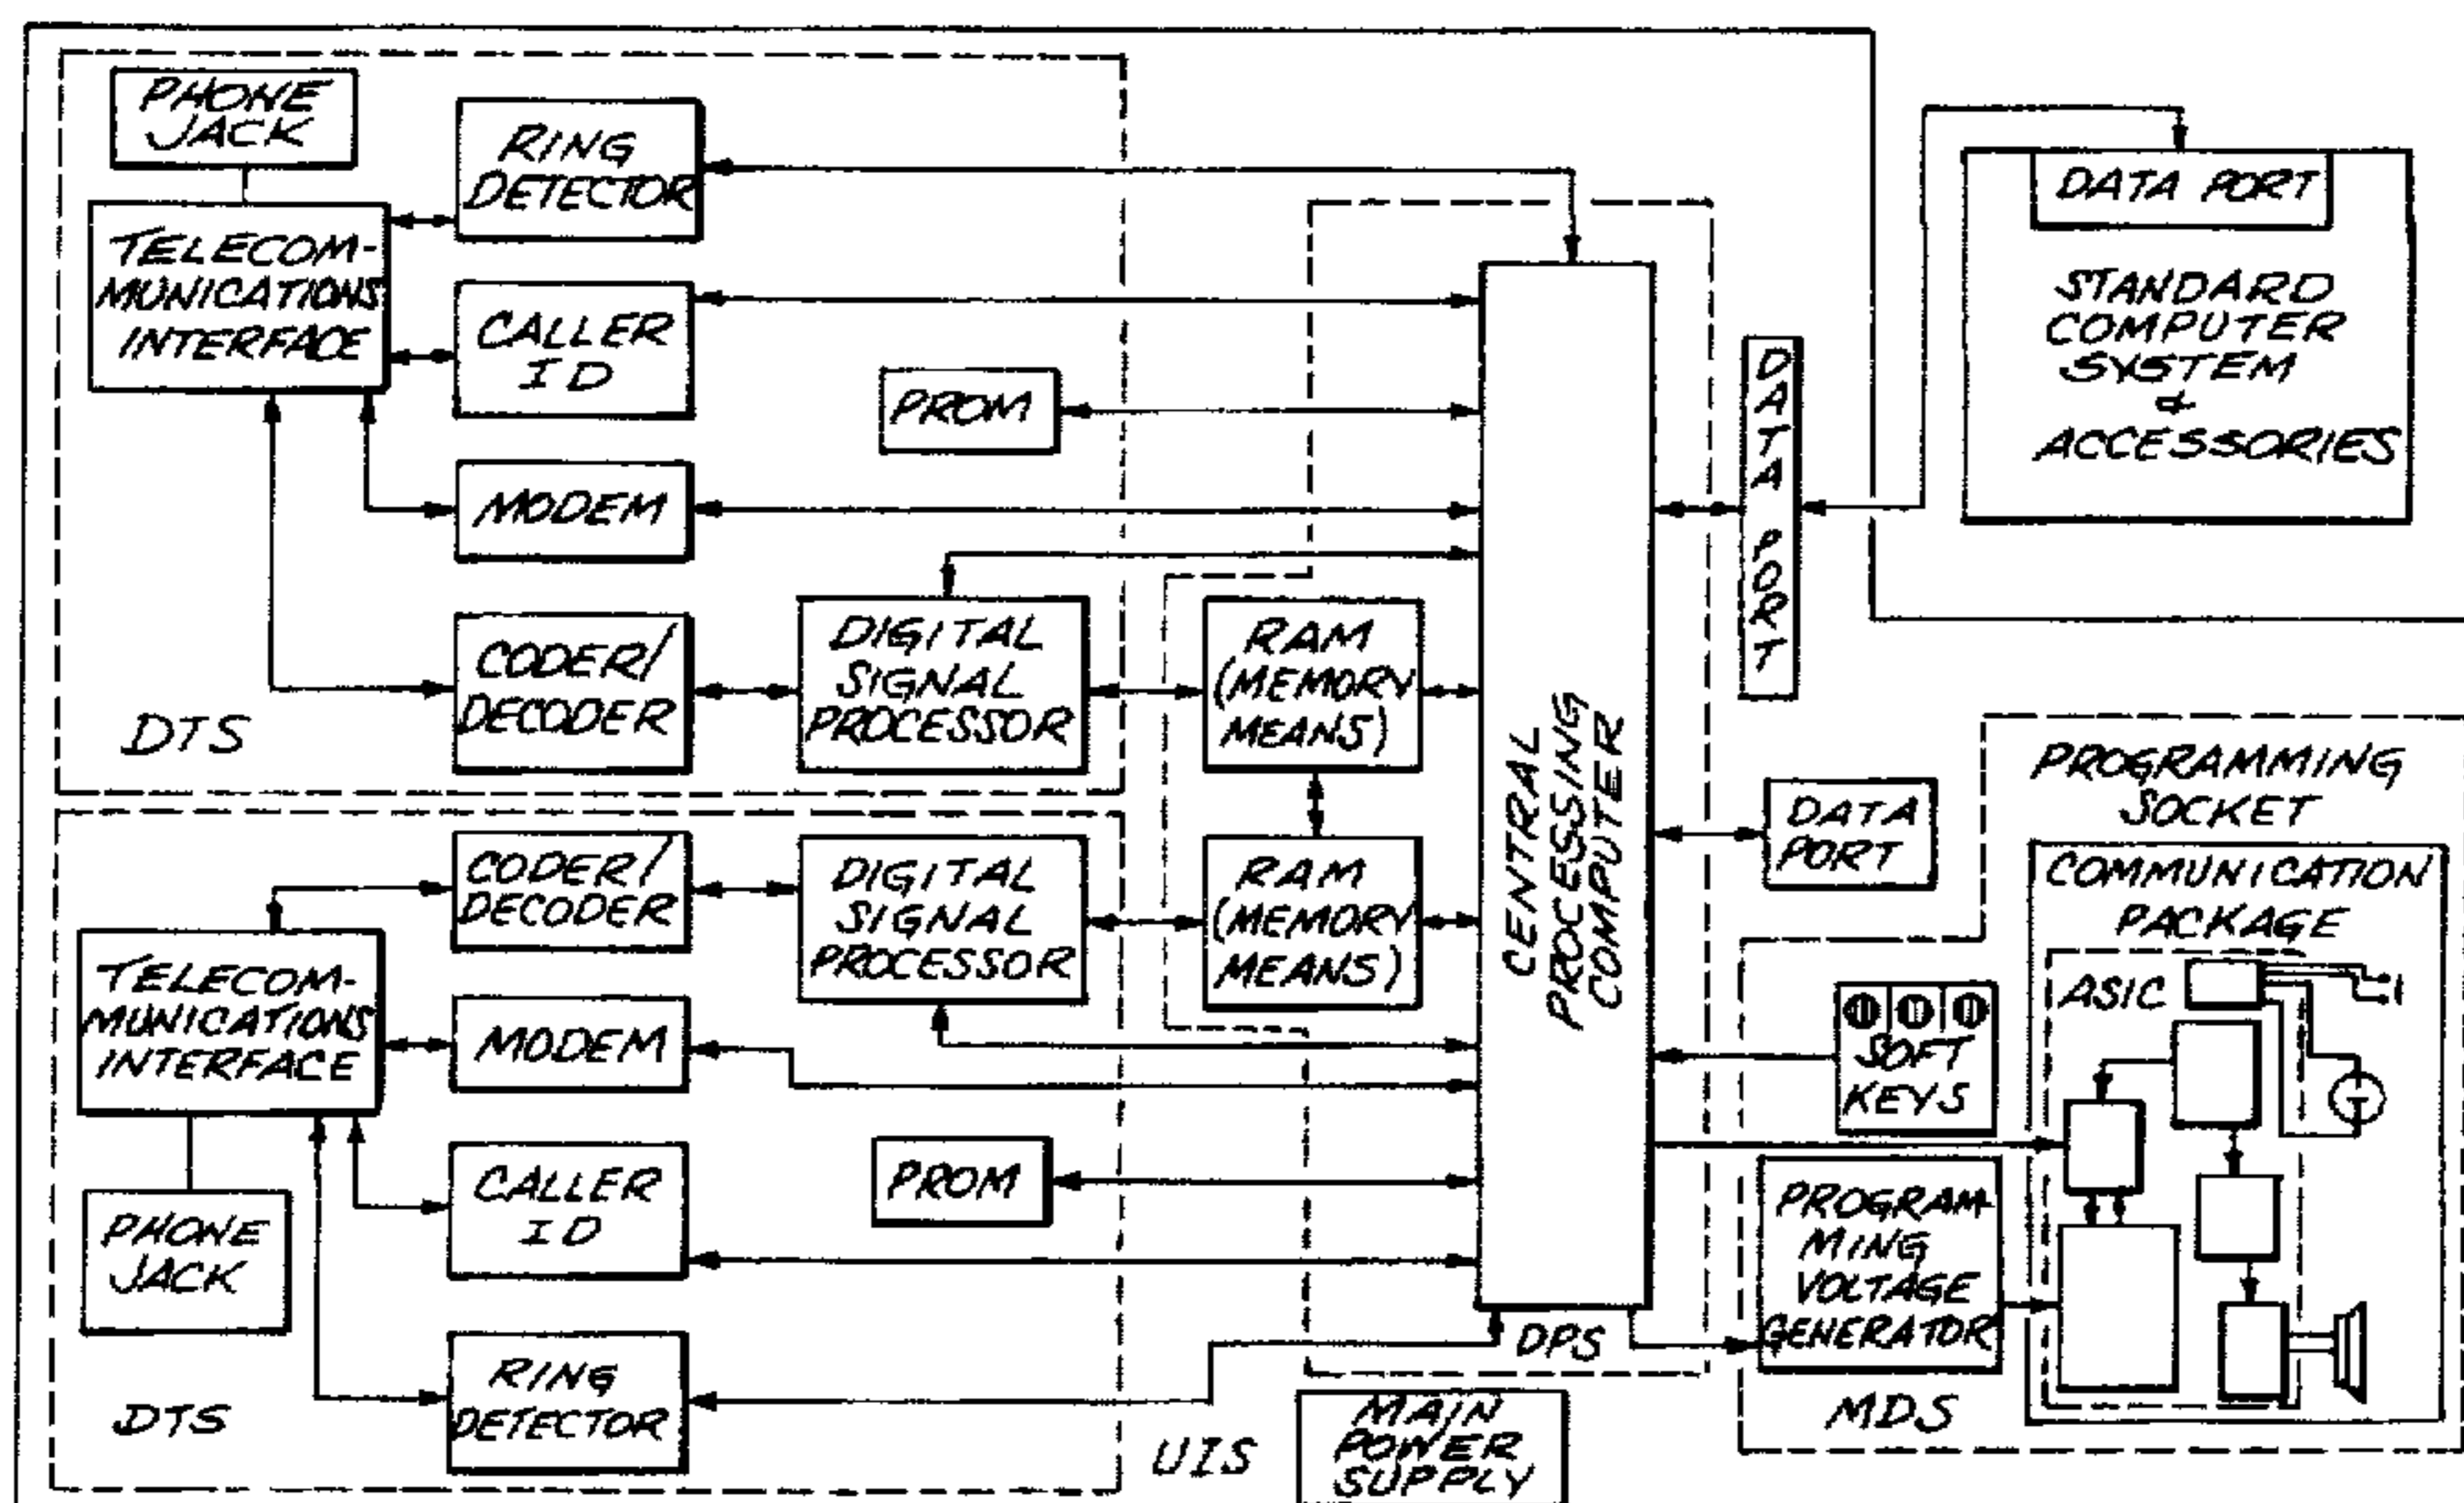 PHONE
JACK
RING
DETECTOR
TELECOM-
MUNICATIONS
INTERFACE
CALLER
ID
PROM
MODEM
CODER/
DECODER
DIGITAL
SIGNAL
PROCESSOR
RAM
(MEMORY
MEANS)
DTS
CENTRAL
PROCESSING
COMPUTER
DATA PORT
DATA PORT
STANDARD
COMPUTER
SYSTEM
&
ACCESSORIES
CODER/
DECODER
DIGITAL
SIGNAL
PROCESSOR
RAM
(MEMORY
MEANS)
TELECOM-
MUNICATIONS
INTERFACE
MODEM
CALLER
ID
PROM
PHONE
JACK
RING
DETECTOR
DTS
UIS
DPS
MAIN
POWER
SUPPLY
DATA
PORT
PROGRAMMING
SOCKET
COMMUNICATION
PACKAGE
ASIC
SOFT
KEYS
PROGRAM-
MING
VOLTAGE
GENERATOR
MDS